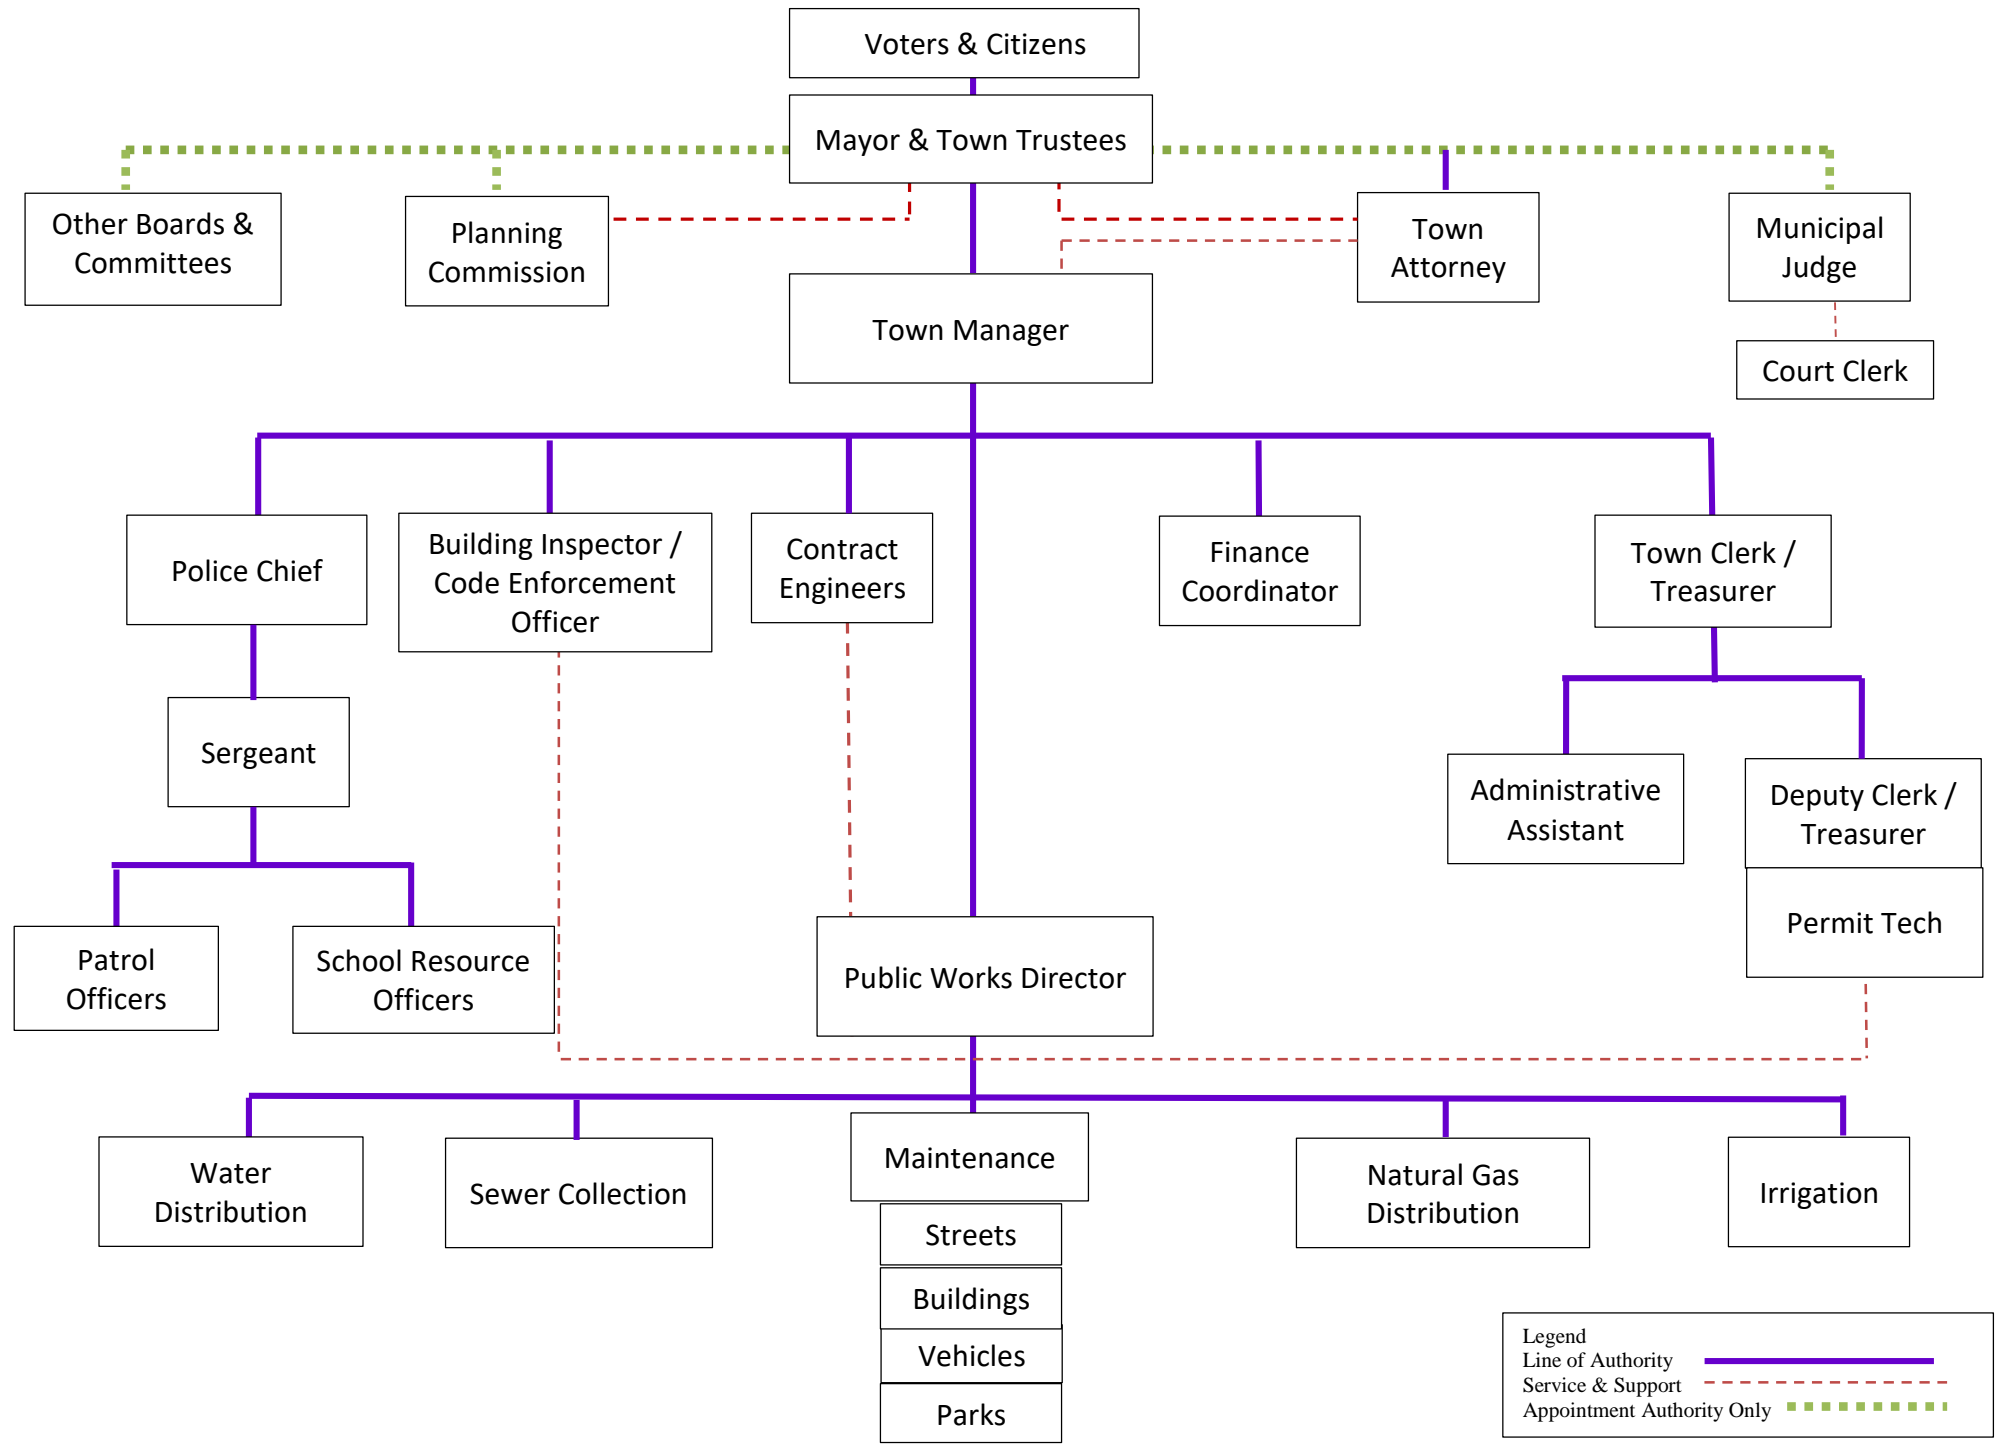 Voters & Citizens
Mayor & Town Trustees
Other Boards &
Committees
Planning
Commission
Town
Attorney
Municipal
Judge
Town Manager
Court Clerk
Police Chief
Building Inspector /
Code Enforcement
Officer
Contract
Engineers
Finance
Coordinator
Town Clerk /
Treasurer
Sergeant
Administrative
Assistant
Deputy Clerk /
Treasurer
Permit Tech
Patrol
Officers
School Resource
Officers
Public Works Director
Water
Distribution
Sewer Collection
Maintenance
Natural Gas
Distribution
Irrigation
Streets
Buildings
Vehicles
Parks
Legend
Line of Authority
Service & Support
Appointment Authority Only